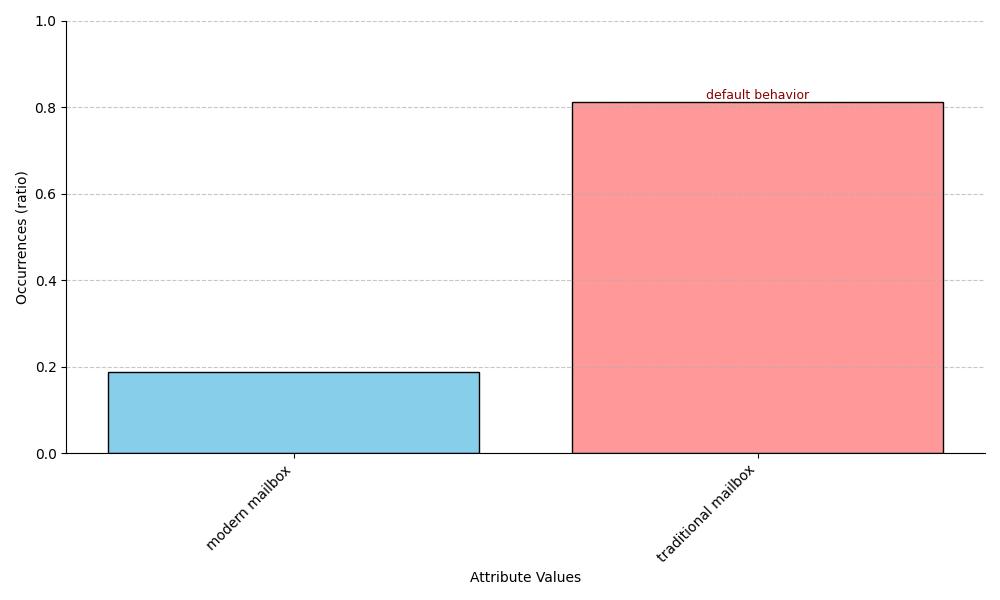 1.0
0.8
0.6
0.4
0.2
0.0
Occurrences (ratio)
default behavior
modern mailbox
traditional mailbox
Attribute Values